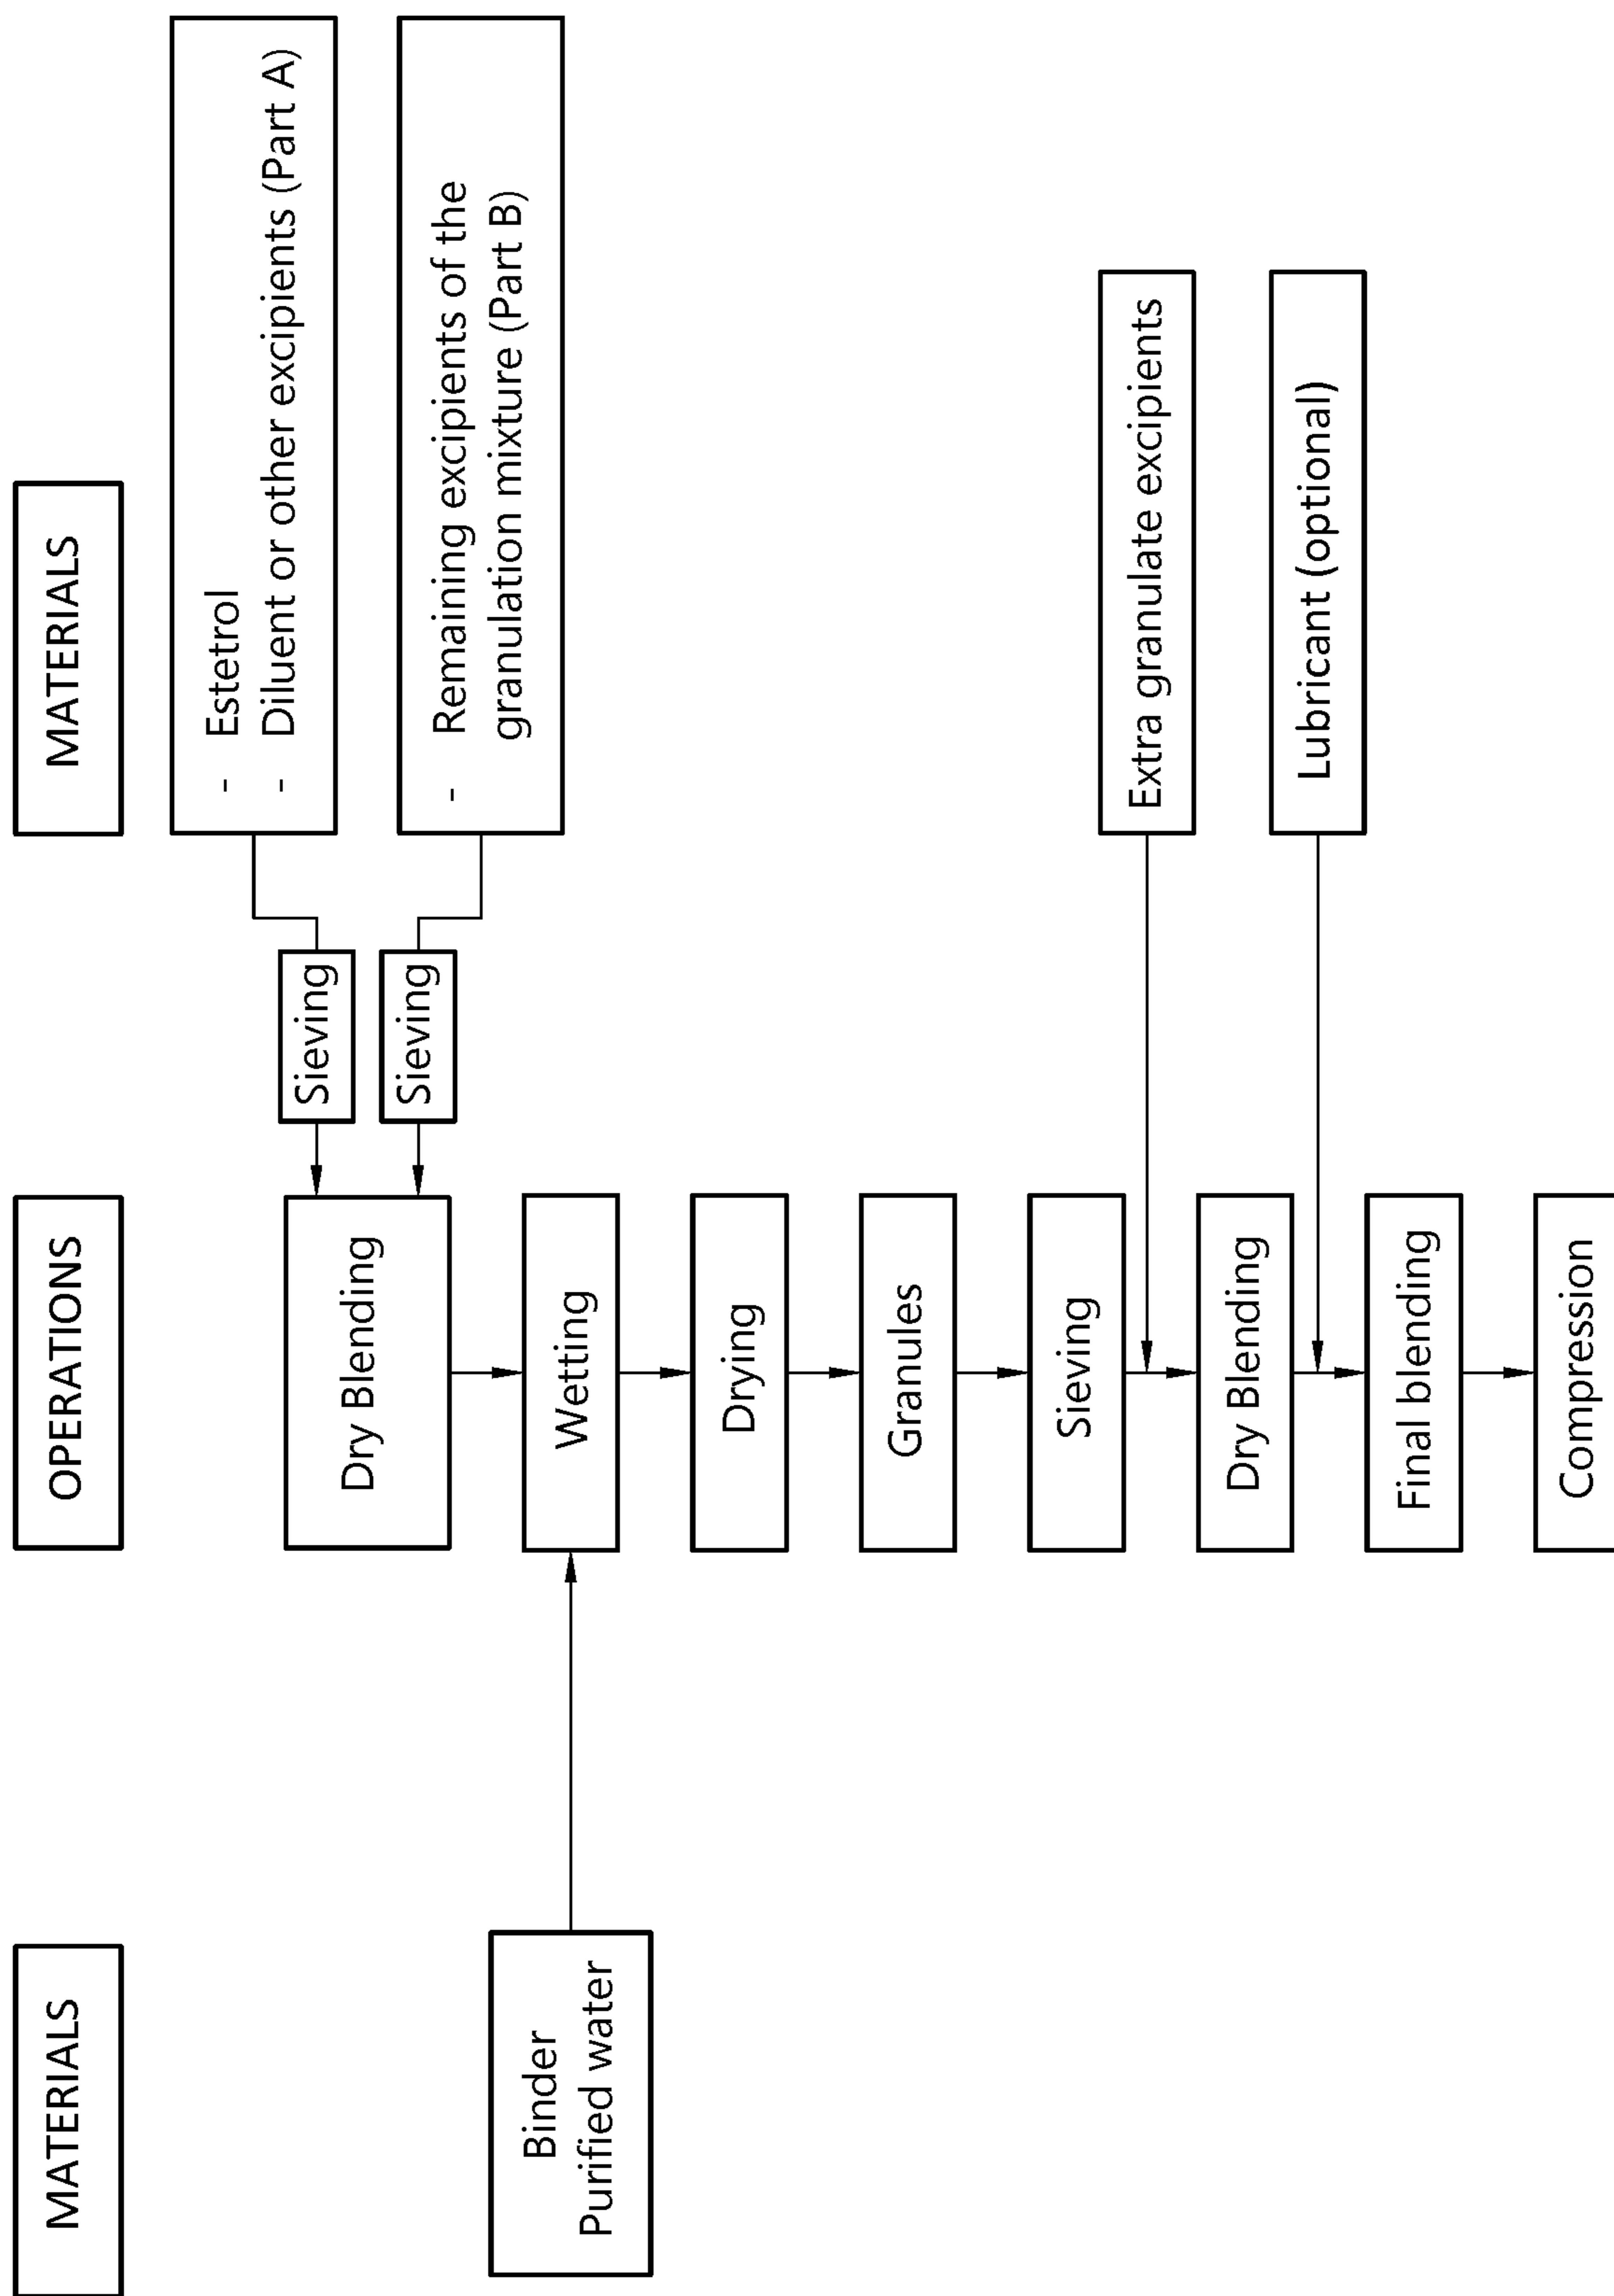 MATERIALS
OPERATIONS
MATERIALS
- Estetrol
- Diluent or other excipients (Part A)
Sieving
- Remaining excipients of the
granulation mixture (Part B)
Sieving
Dry Blending
Binder
Purified water
Wetting
Drying
Granules
Sieving
Extra granulate excipients
Dry Blending
Lubricant (optional)
Final blending
Compression